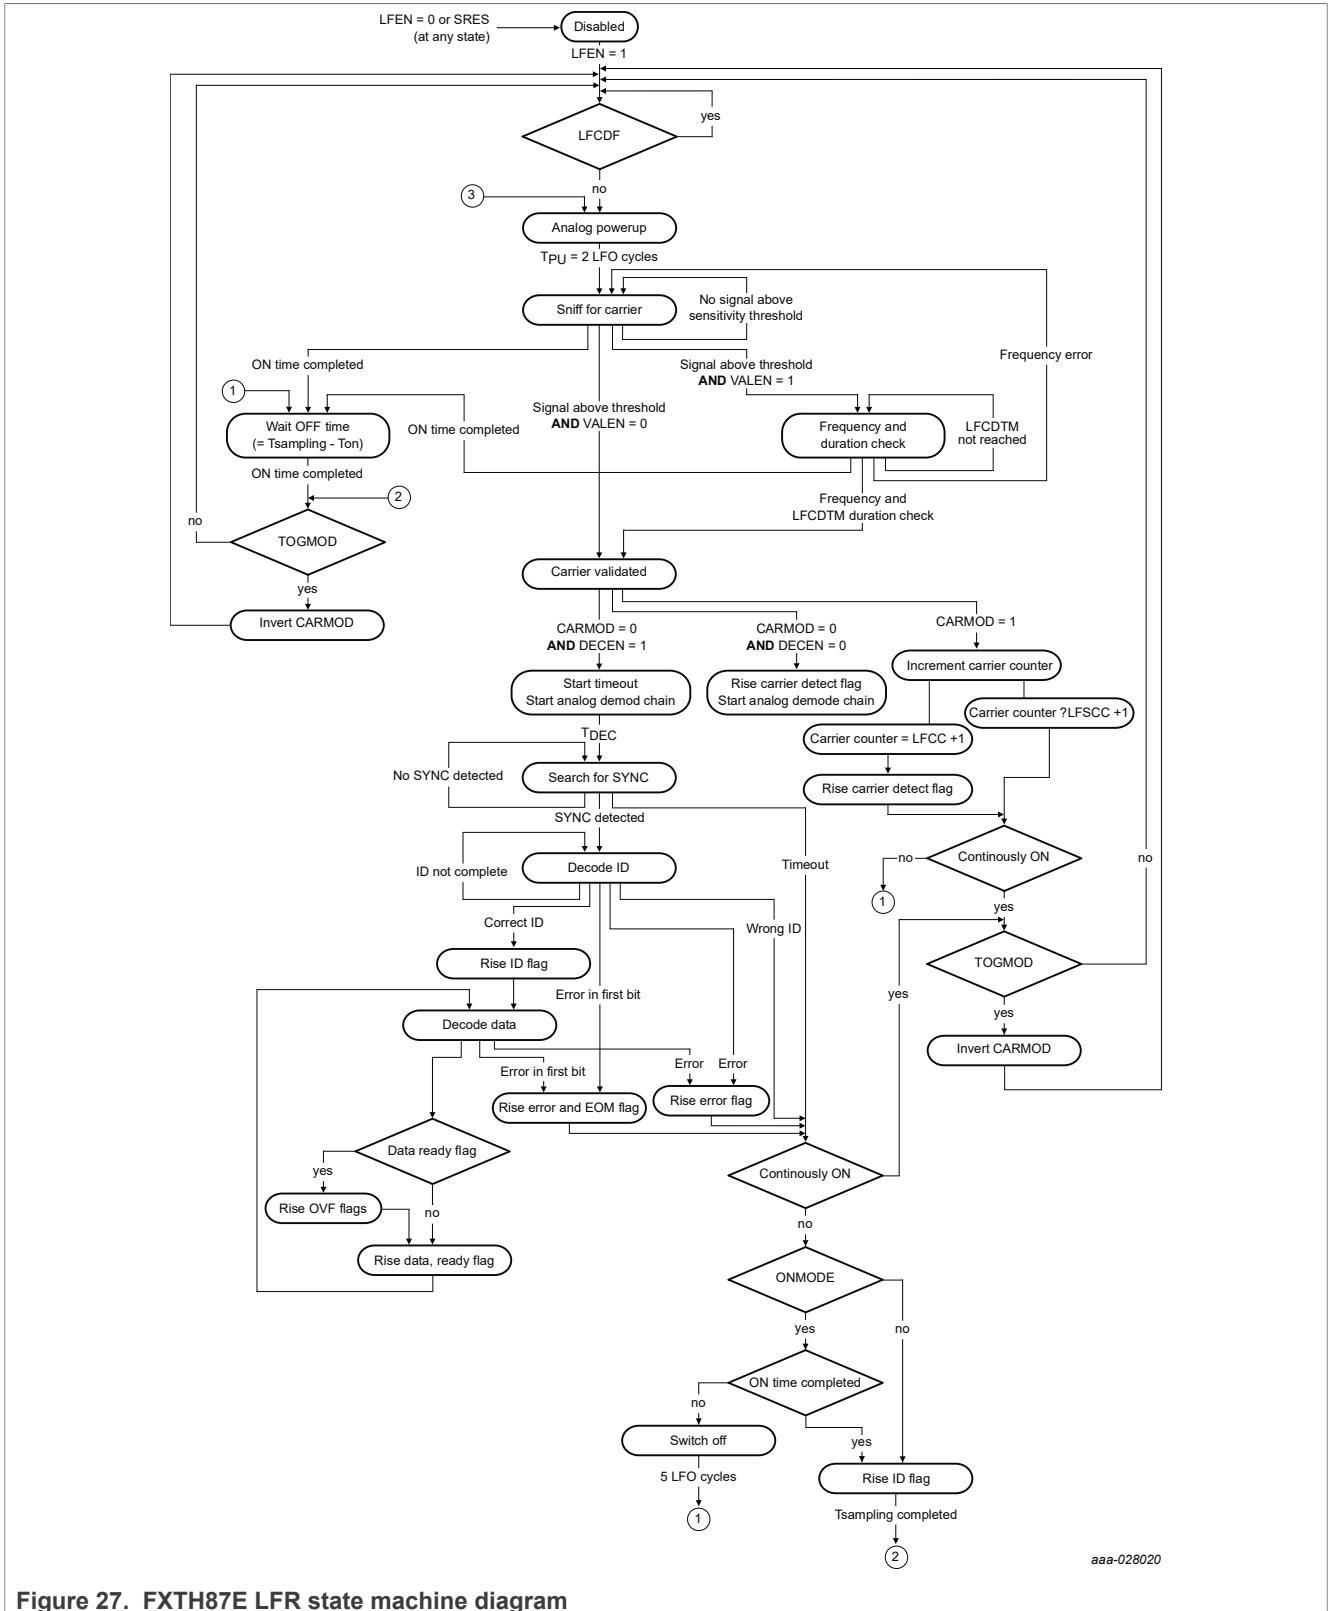 LFEN = 0 or SRES
(at any state)
Disabled
LFEN = 1
yes
LFCDF
no
3
Analog powerup
TPU = 2 LFO cycles
Sniff for carrier
No signal above
sensitivity threshold
Frequency error
ON time completed
Signal above threshold
AND VALEN = 1
1
Signal above threshold
AND VALEN = 0
Wait OFF time
(= Tsampling - Ton)
ON time completed
Frequency and
duration check
LFCDTM
not reached
ON time completed
2
Frequency and
LFCDTM duration check
no
TOGMOD
yes
Invert CARMOD
Carrier validated
CARMOD = 0
AND DECEN = 1
CARMOD = 0
AND DECEN = 0
CARMOD = 1
Increment carrier counter
Start timeout
Start analog demod chain
Rise carrier detect flag
Start analog demode chain
Carrier counter ?LFSCC +1
Carrier counter = LFCC +1
TDEC
No SYNC detected
Search for SYNC
Rise carrier detect flag
SYNC detected
Timeout
no
Continously ON
no
ID not complete
Decode ID
1
yes
Correct ID
Wrong ID
TOGMOD
Rise ID flag
Error in first bit
yes
yes
Decode data
Invert CARMOD
Error in first bit
Error
Error
Rise error and EOM flag
Rise error flag
Data ready flag
yes
Continously ON
Rise OVF flags
no
no
Rise data, ready flag
ONMODE
yes
no
ON time completed
no
Switch off
yes
5 LFO cycles
Rise ID flag
1
Tsampling completed
2
aaa-028020
Figure 27. FXTH87E LFR state machine diagram